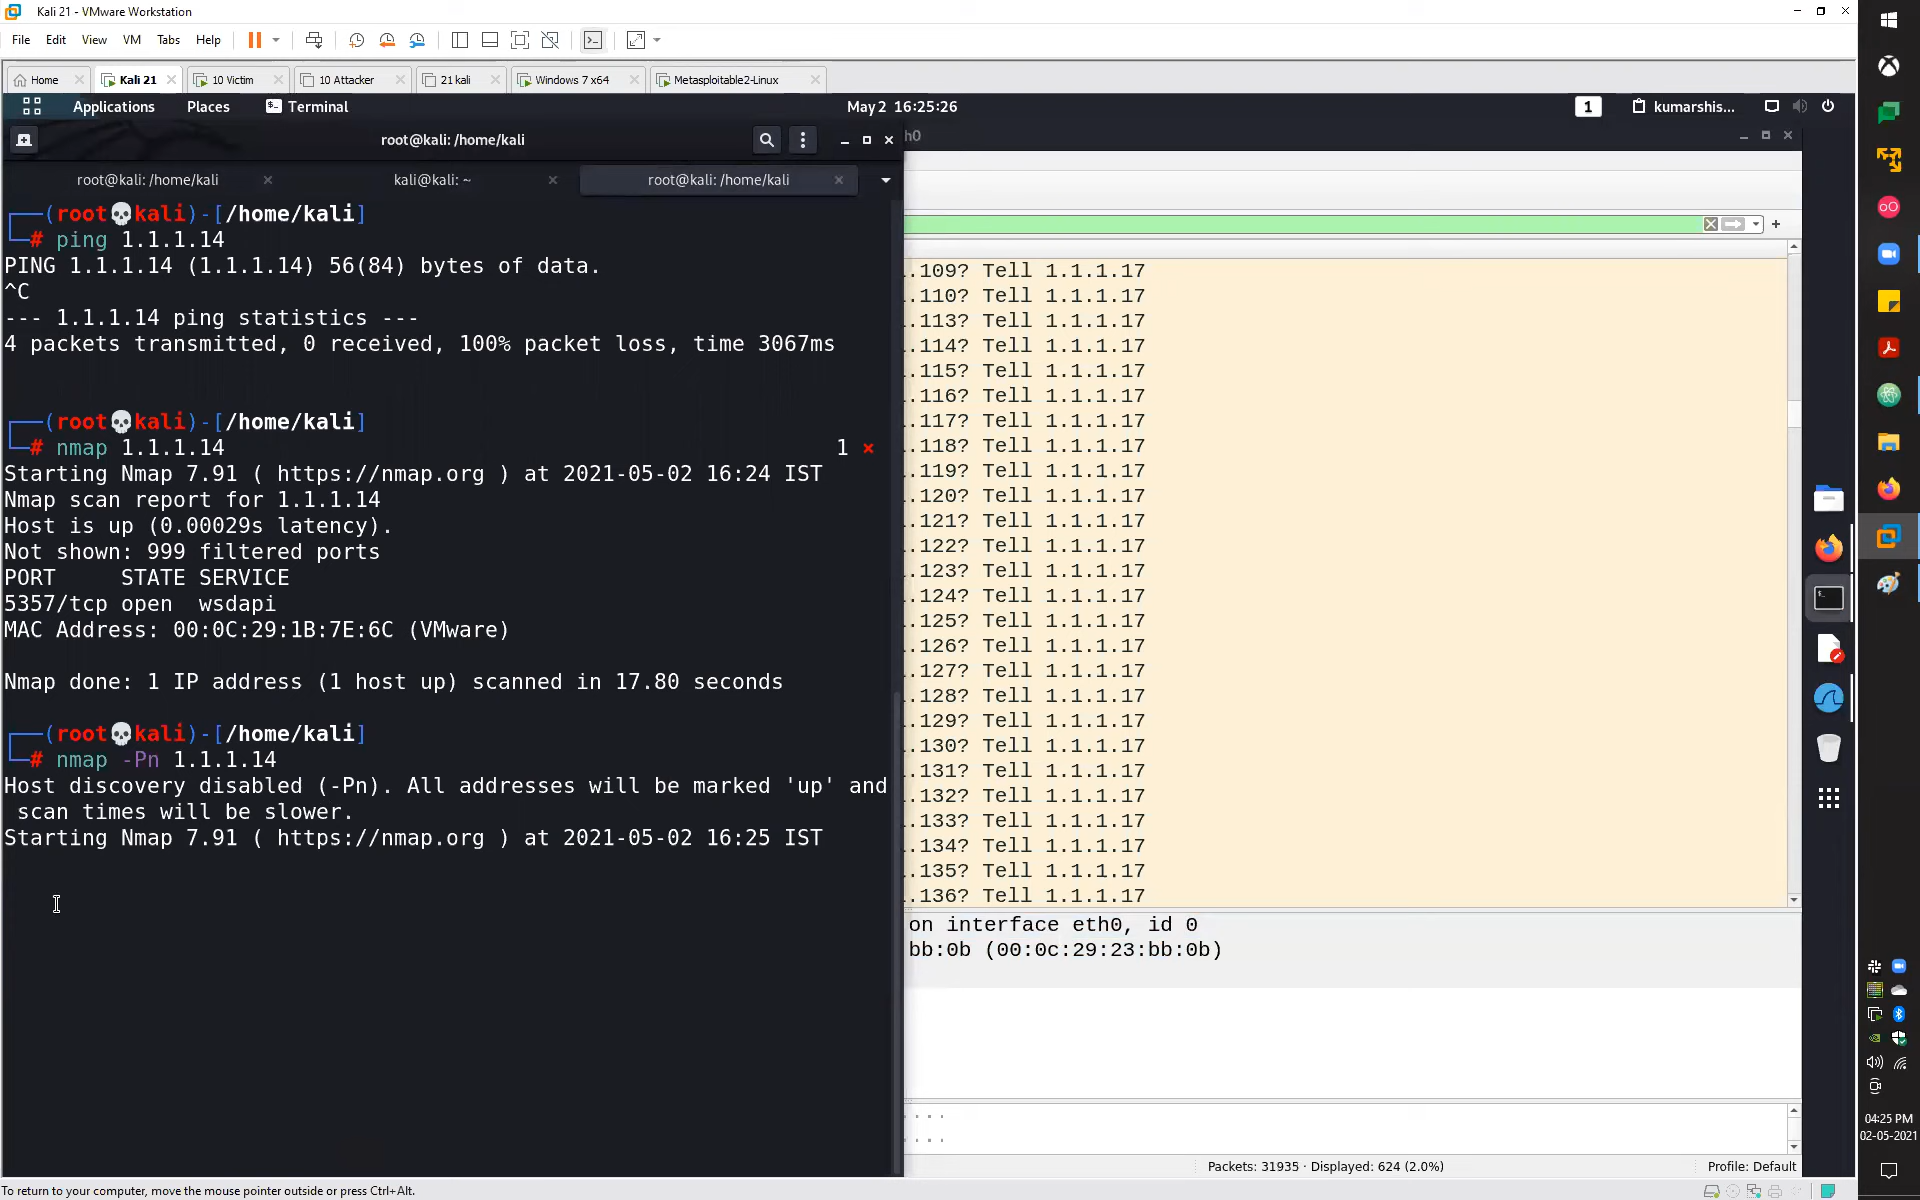 Kali 21 - VMware Workstation
File Edit View VM Tabs Help
Home Kali 21 10 Victim 10 Attacker 21 kali Windows 7 x64 Metasploitable2-Linux
Applications Places Terminal May 2 16:25:26 1 kumarshis...
root@kali: /home/kali
root@kali: /home/kali kali@kali: ~ root@kali: /home/kali
(root💀kali)-[/home/kali]
# ping 1.1.1.14
PING 1.1.1.14 (1.1.1.14) 56(84) bytes of data.
^C
--- 1.1.1.14 ping statistics ---
4 packets transmitted, 0 received, 100% packet loss, time 3067ms
(root💀kali)-[/home/kali]
# nmap 1.1.1.14 1 ×
Starting Nmap 7.91 ( https://nmap.org ) at 2021-05-02 16:24 IST
Nmap scan report for 1.1.1.14
Host is up (0.00029s latency).
Not shown: 999 filtered ports
PORT STATE SERVICE
5357/tcp open wsdapi
MAC Address: 00:0C:29:1B:7E:6C (VMware)
Nmap done: 1 IP address (1 host up) scanned in 17.80 seconds
(root💀kali)-[/home/kali]
# nmap -Pn 1.1.1.14
Host discovery disabled (-Pn). All addresses will be marked 'up' and
scan times will be slower.
Starting Nmap 7.91 ( https://nmap.org ) at 2021-05-02 16:25 IST
h0
.109? Tell 1.1.1.17
.110? Tell 1.1.1.17
.113? Tell 1.1.1.17
.114? Tell 1.1.1.17
.115? Tell 1.1.1.17
.116? Tell 1.1.1.17
.117? Tell 1.1.1.17
.118? Tell 1.1.1.17
.119? Tell 1.1.1.17
.120? Tell 1.1.1.17
.121? Tell 1.1.1.17
.122? Tell 1.1.1.17
.123? Tell 1.1.1.17
.124? Tell 1.1.1.17
.125? Tell 1.1.1.17
.126? Tell 1.1.1.17
.127? Tell 1.1.1.17
.128? Tell 1.1.1.17
.129? Tell 1.1.1.17
.130? Tell 1.1.1.17
.131? Tell 1.1.1.17
.132? Tell 1.1.1.17
.133? Tell 1.1.1.17
.134? Tell 1.1.1.17
.135? Tell 1.1.1.17
.136? Tell 1.1.1.17
on interface eth0, id 0
bb:0b (00:0c:29:23:bb:0b)
....
....
Packets: 31935 · Displayed: 624 (2.0%) Profile: Default
04:25 PM
02-05-2021
To return to your computer, move the mouse pointer outside or press Ctrl+Alt.